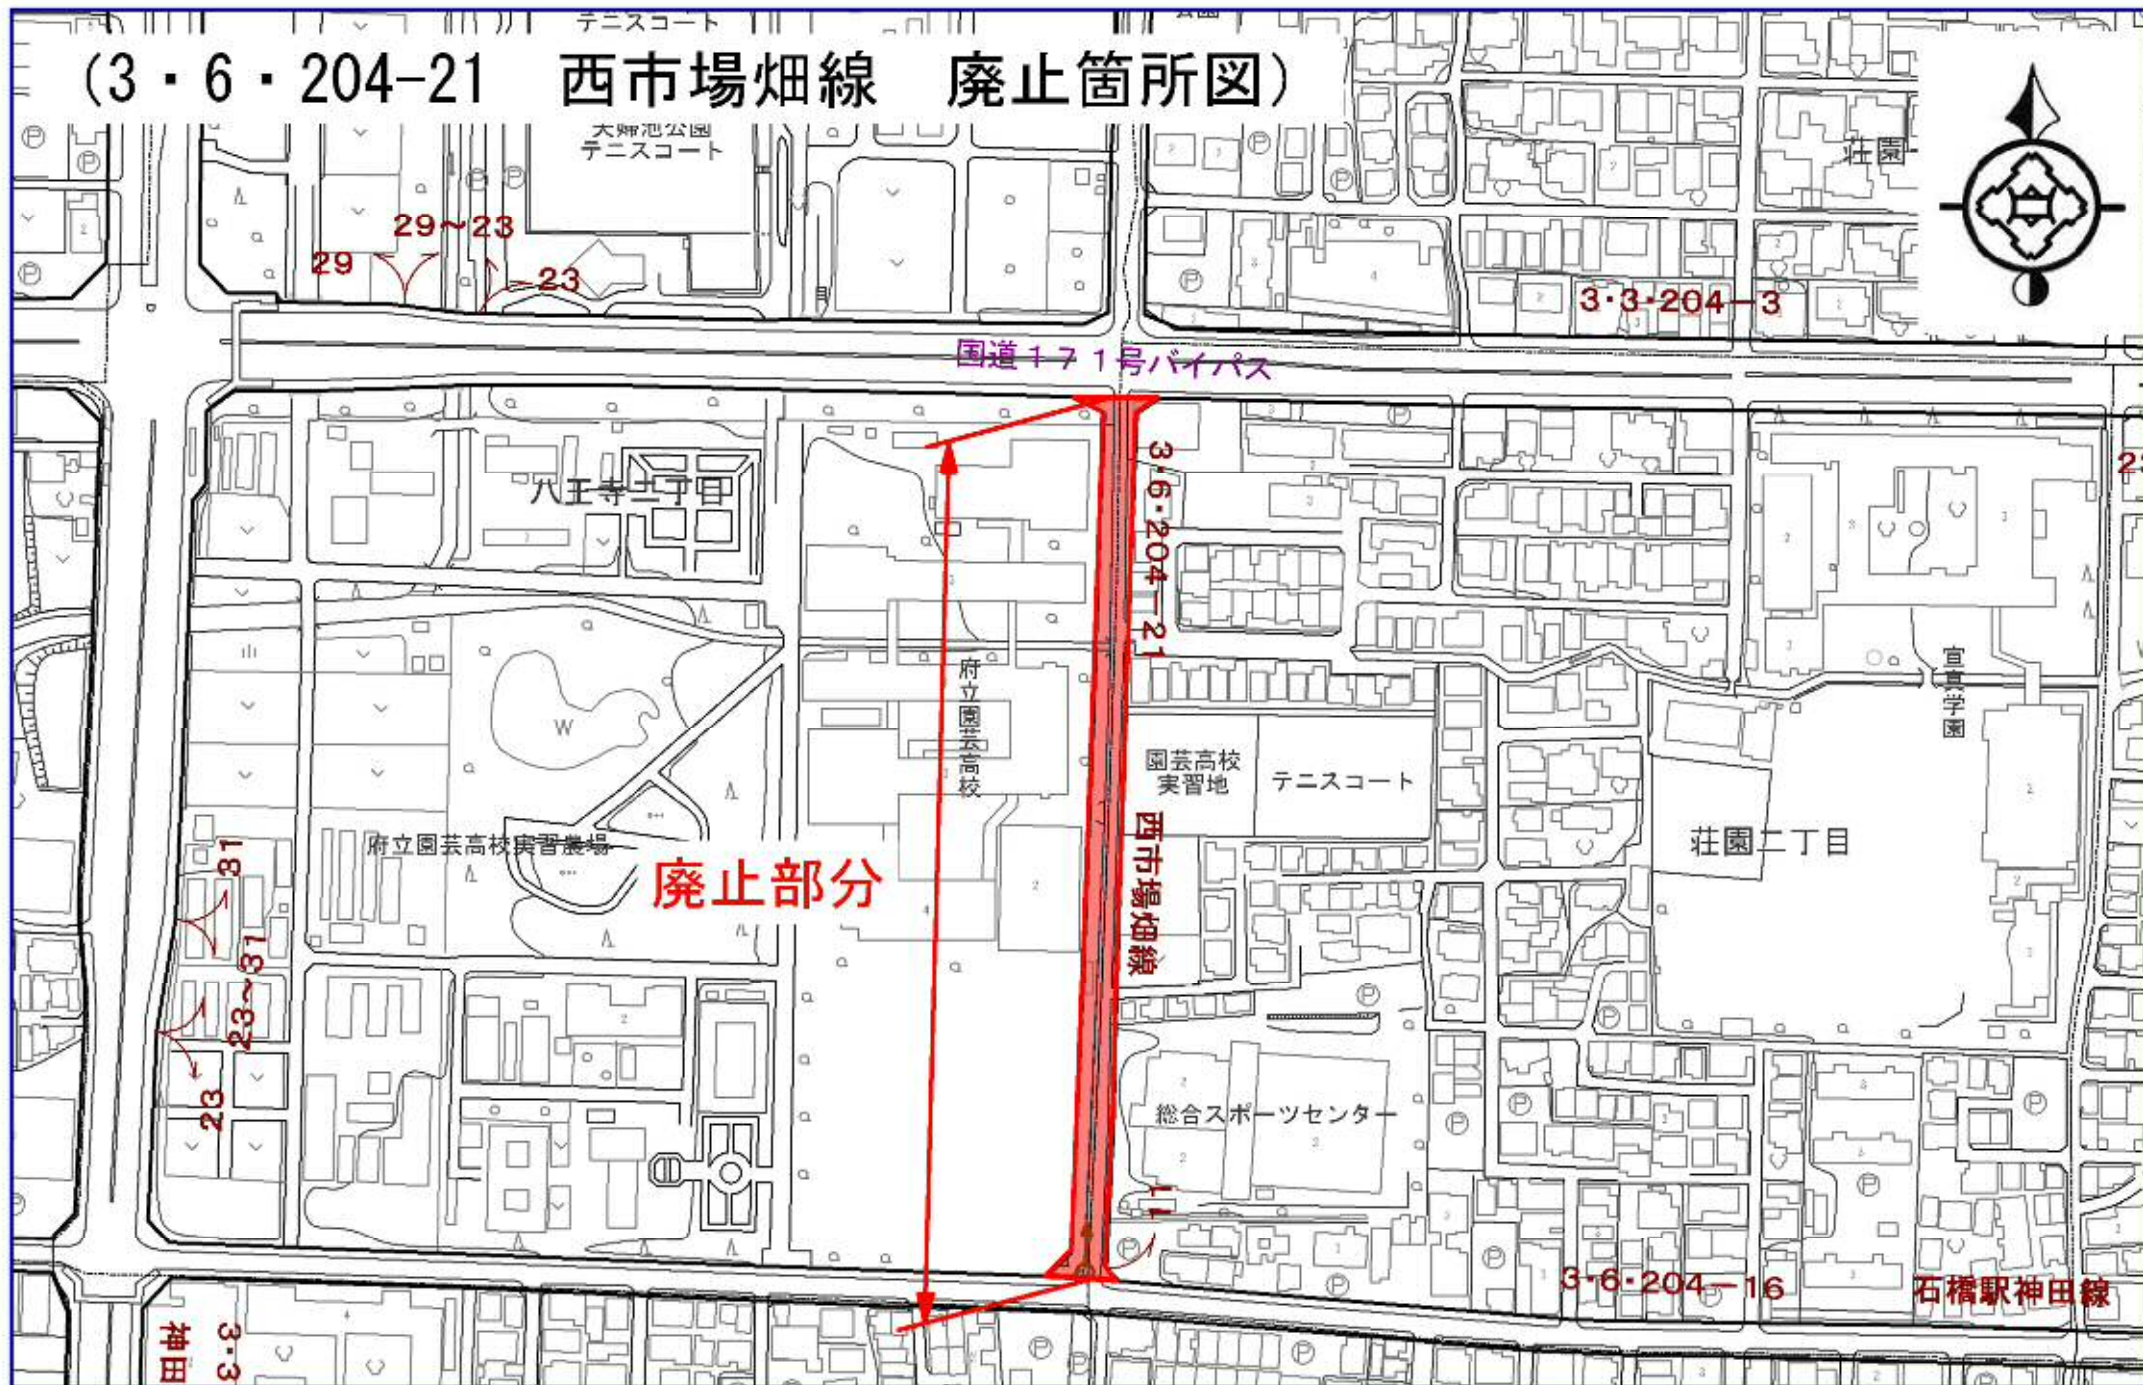 テニスコート
(3・6・204-21　西市場畑線　廃止箇所図)
夫婦池公園
テニスコート
荘園
29~23
29
23
3・3・204-3
国道171号バイパス
3・6・204-21
八王寺二丁目
府立園芸高校
宣真学園
園芸高校
実習地
テニスコート
西市場畑線
荘園二丁目
府立園芸高校実習農場
廃止部分
31
23~31
23
総合スポーツセンター
11
3・6・204-16
石橋駅神田線
神田
3・3